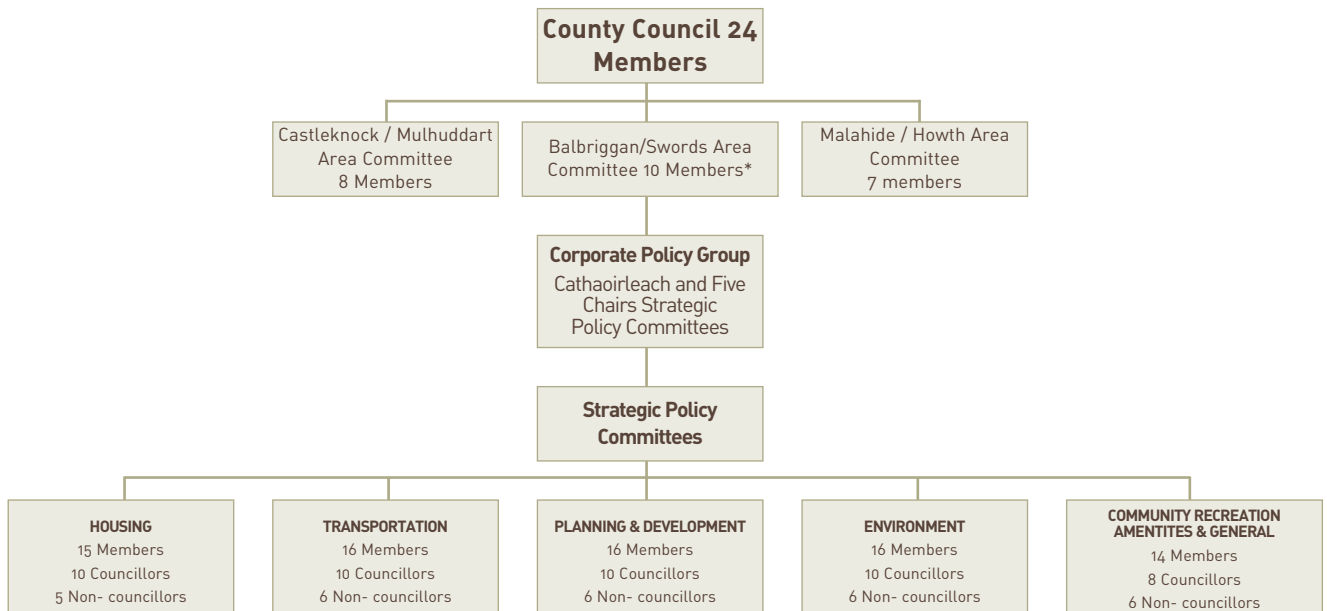 County Council 24
Members
Castleknock / Mulhuddart
Area Committee
8 Members
Balbriggan/Swords Area
Committee 10 Members*
Malahide / Howth Area
Committee
7 members
Corporate Policy Group
Cathaoirleach and Five
Chairs Strategic
Policy Committees
Strategic Policy
Committees
HOUSING
15 Members
10 Councillors
5 Non- councillors
TRANSPORTATION
16 Members
10 Councillors
6 Non- councillors
PLANNING & DEVELOPMENT
16 Members
10 Councillors
6 Non- councillors
ENVIRONMENT
16 Members
10 Councillors
6 Non- councillors
COMMUNITY RECREATION
AMENTITES & GENERAL
14 Members
8 Councillors
6 Non- councillors